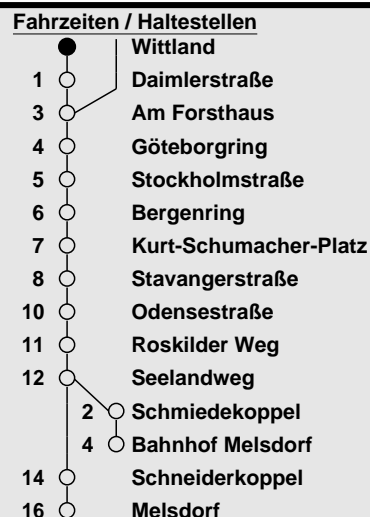 Fahrzeiten / Haltestellen
Wittland
1 Daimlerstraße
3 Am Forsthaus
4 Göteborgring
5 Stockholmstraße
6 Bergenring
7 Kurt-Schumacher-Platz
8 Stavangerstraße
10 Odensestraße
11 Roskilder Weg
12 Seelandweg
2 Schmiedekoppel
4 Bahnhof Melsdorf
14 Schneiderkoppel
16 Melsdorf